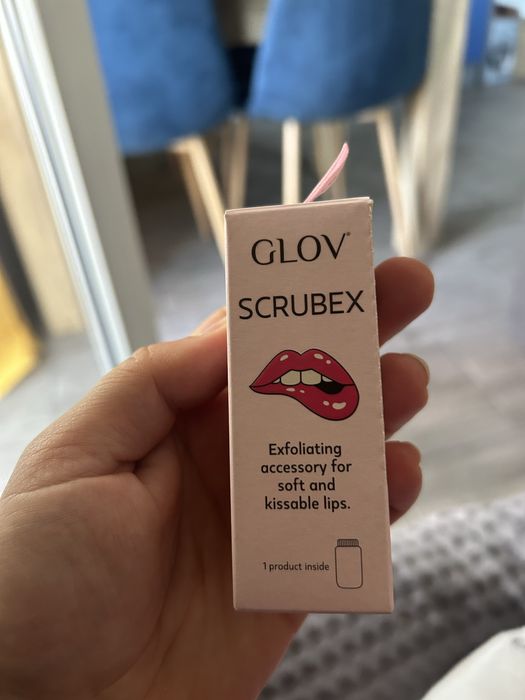 GLOV®
SCRUBEX
Exfoliating
accessory for
soft and
kissable lips.
1 product inside